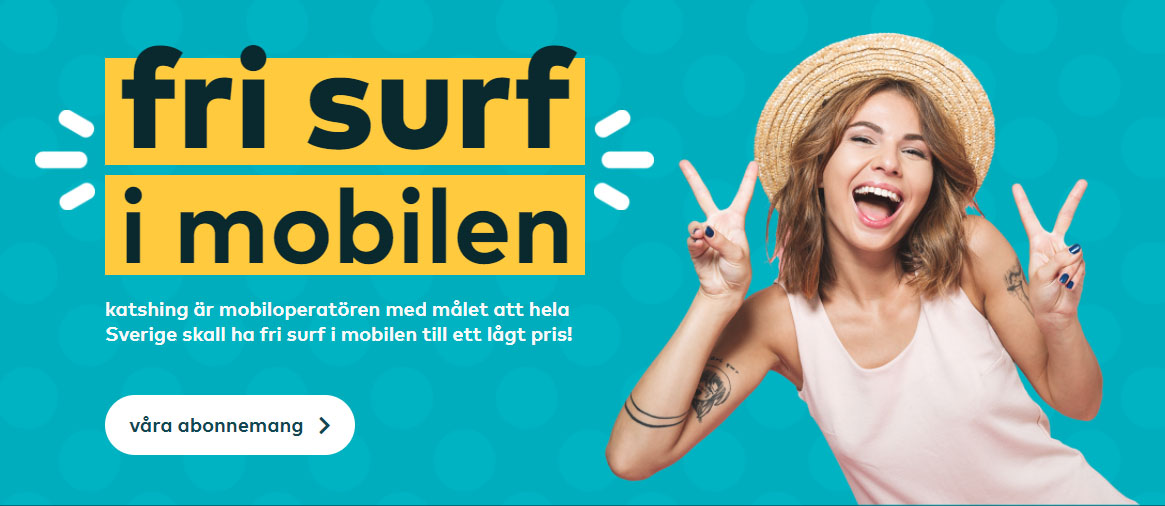 fri surf
i mobilen
katshing är mobiloperatören med målet att hela
Sverige skall ha fri surf i mobilen till ett lågt pris!
våra abonnemang